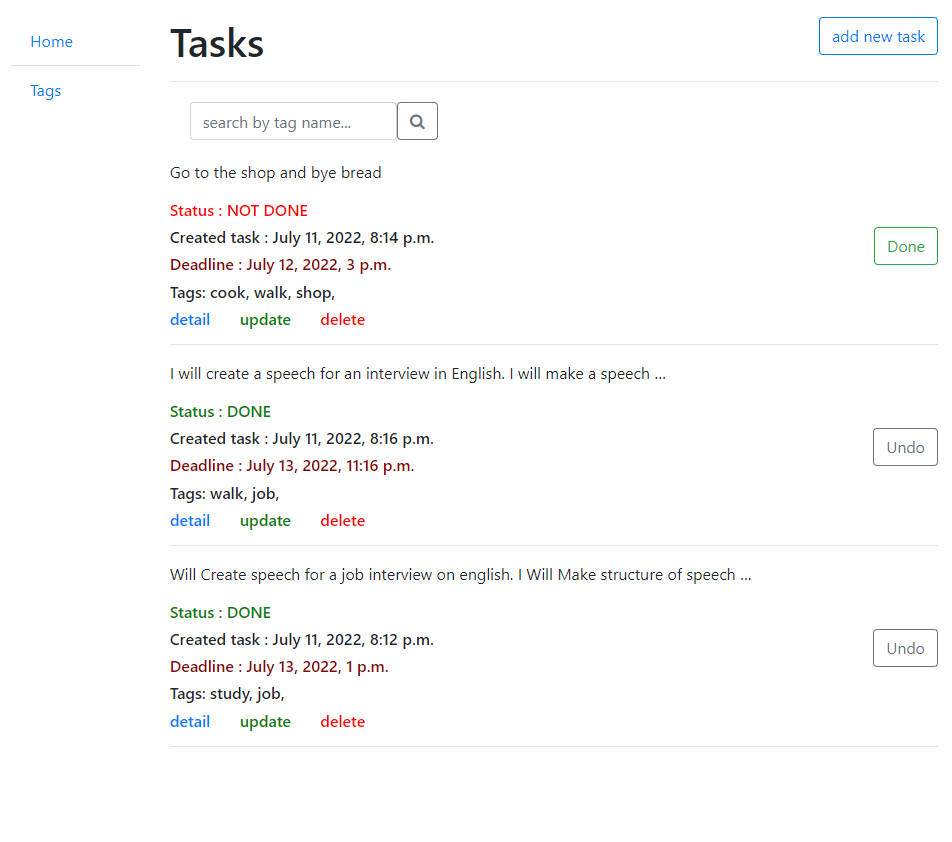 Home
Tags
Tasks
add new task
search by tag name...
Go to the shop and bye bread
Status : NOT DONE
Created task : July 11, 2022, 8:14 p.m.
Deadline : July 12, 2022, 3 p.m.
Tags: cook, walk, shop,
detail update delete
Done
I will create a speech for an interview in English. I will make a speech ...
Status : DONE
Created task : July 11, 2022, 8:16 p.m.
Deadline : July 13, 2022, 11:16 p.m.
Tags: walk, job,
detail update delete
Undo
Will Create speech for a job interview on english. I Will Make structure of speech ...
Status : DONE
Created task : July 11, 2022, 8:12 p.m.
Deadline : July 13, 2022, 1 p.m.
Tags: study, job,
detail update delete
Undo